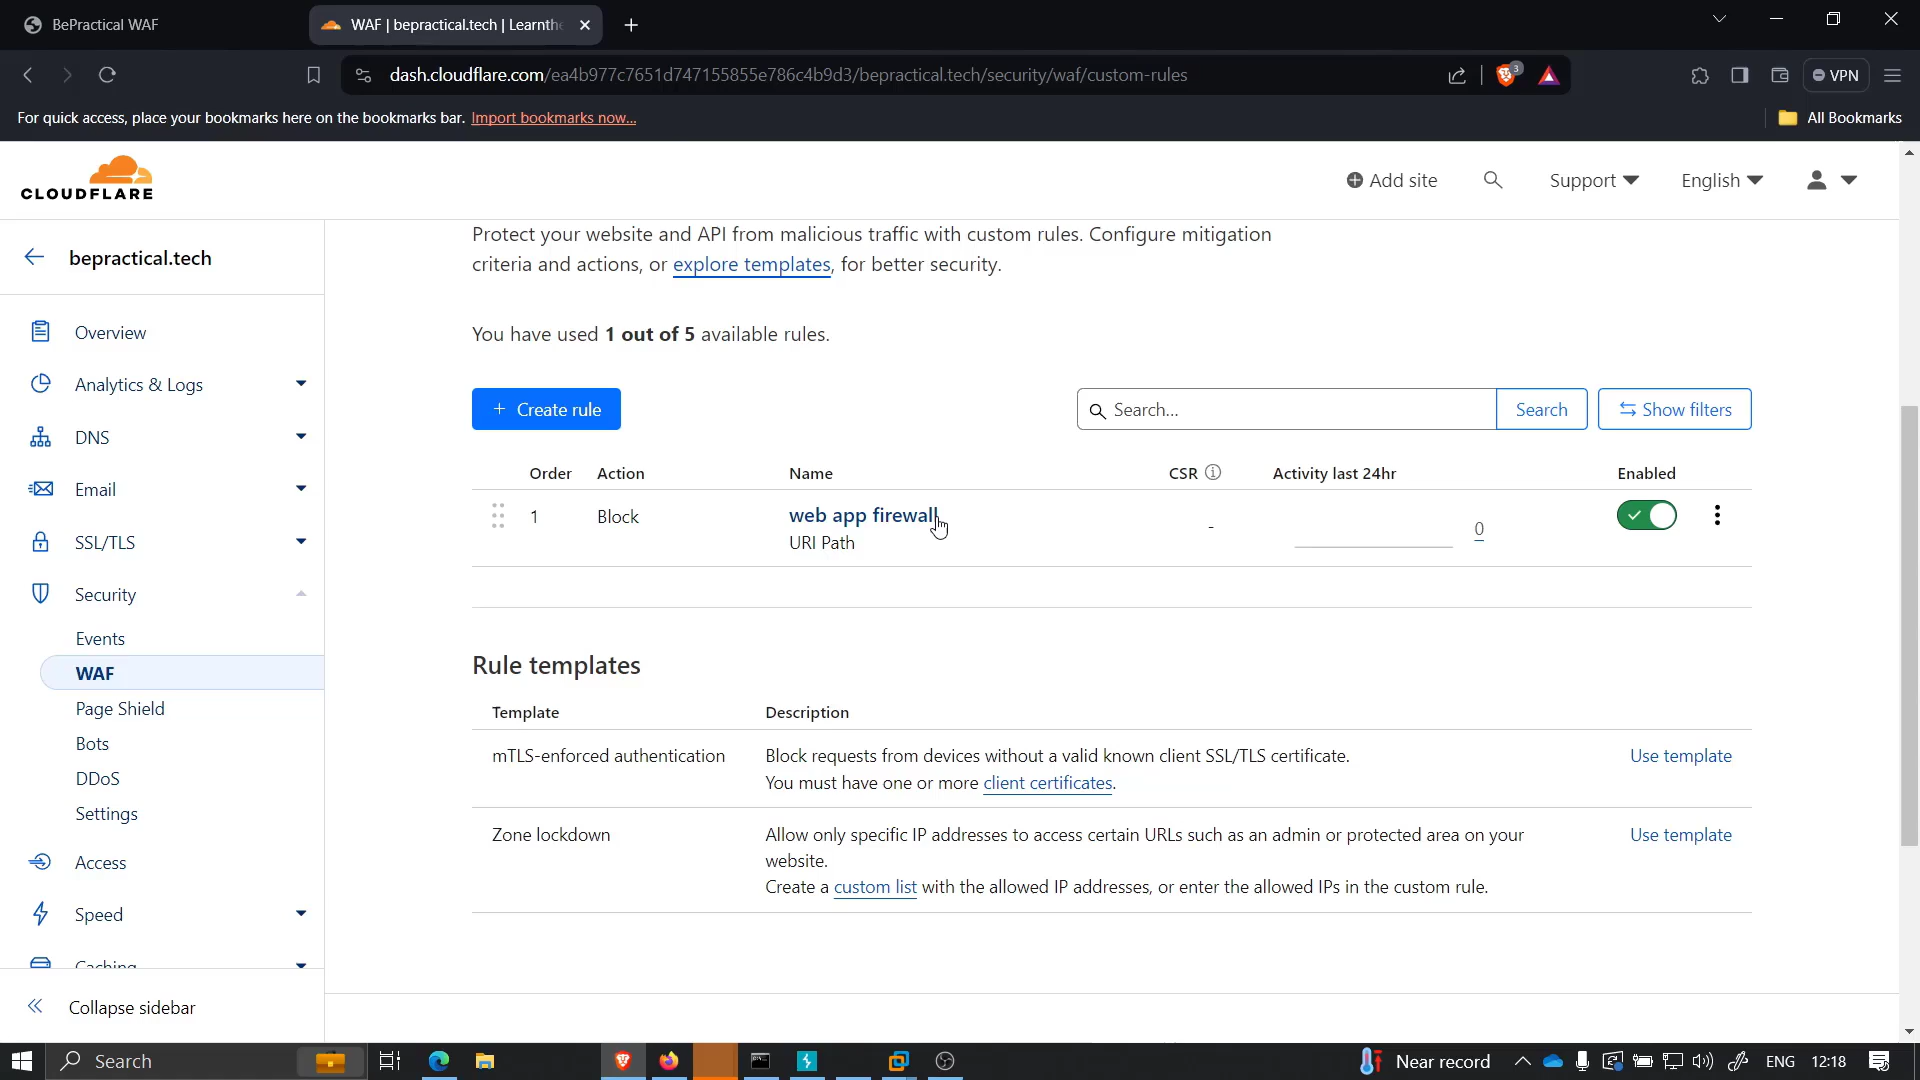 BePractical WAF
WAF | bepractical.tech | Learnthe
dash.cloudflare.com/ea4b977c7651d747155855e786c4b9d3/bepractical.tech/security/waf/custom-rules
3
VPN
For quick access, place your bookmarks here on the bookmarks bar. Import bookmarks now...
All Bookmarks
CLOUDFLARE
Add site
Support
English
bepractical.tech
Overview
Analytics & Logs
DNS
Email
SSL/TLS
Security
Events
WAF
Page Shield
Bots
DDoS
Settings
Access
Speed
Caching
Collapse sidebar
Protect your website and API from malicious traffic with custom rules. Configure mitigation
criteria and actions, or explore templates, for better security.
You have used 1 out of 5 available rules.
+ Create rule
Search...
Search
Show filters
Order Action Name CSR Activity last 24hr Enabled
1 Block web app firewall - 0
URI Path
Rule templates
Template Description
mTLS-enforced authentication Block requests from devices without a valid known client SSL/TLS certificate. Use template
You must have one or more client certificates.
Zone lockdown Allow only specific IP addresses to access certain URLs such as an admin or protected area on your Use template
website.
Create a custom list with the allowed IP addresses, or enter the allowed IPs in the custom rule.
Search
Near record
ENG
12:18